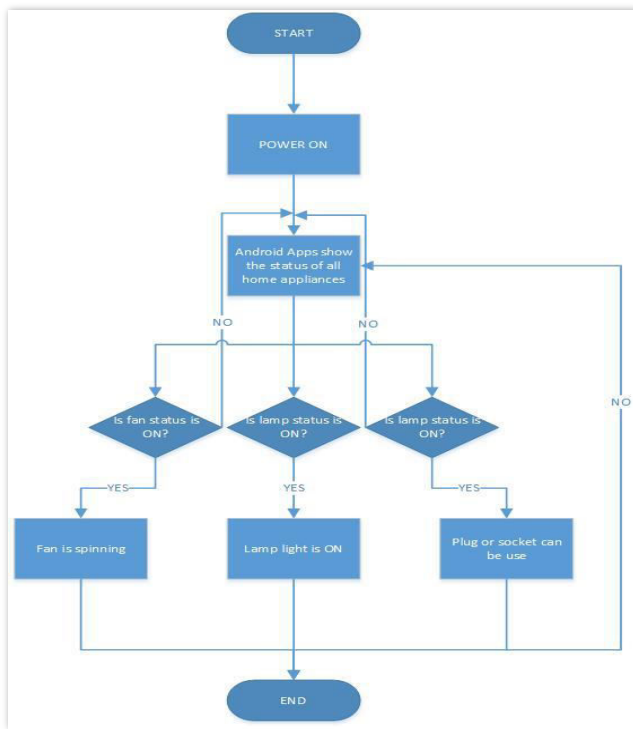 START
POWER ON
Android Apps show
the status of all
home appliances
NO
NO
NO
Is fan status is
ON?
Is lamp status is
ON?
Is lamp status is
ON?
YES
YES
YES
Fan is spinning
Lamp light is ON
Plug or socket can
be use
END